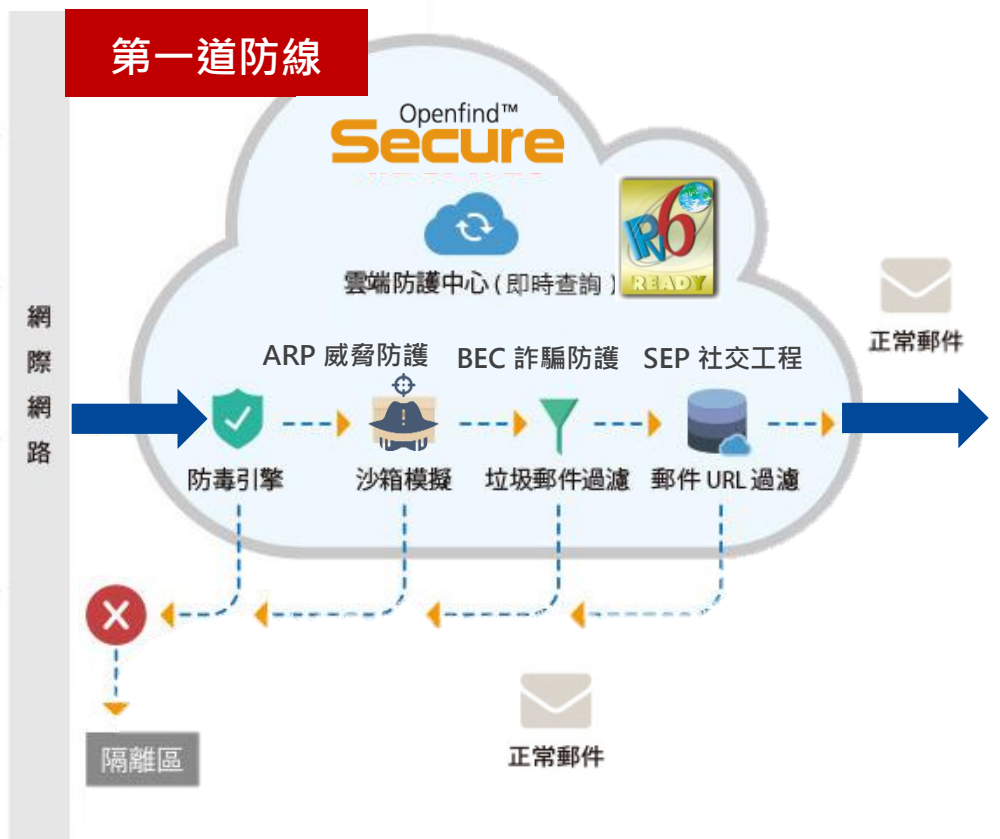 第一道防線
Openfind™
Secure
IPv6
READY
雲端防護中心(即時查詢)
網際網路
正常郵件
ARP 威脅防護
BEC 詐騙防護
SEP 社交工程
防毒引擎
沙箱模擬
垃圾郵件過濾
郵件 URL 過濾
隔離區
正常郵件